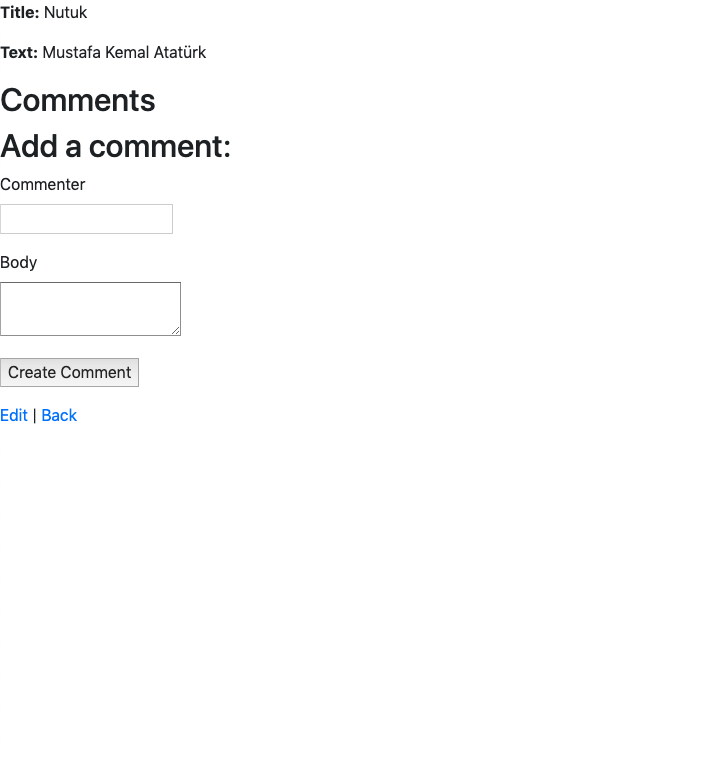 Title: Nutuk
Text: Mustafa Kemal Atatürk
Comments
Add a comment:
Commenter
Body
Create Comment
Edit | Back